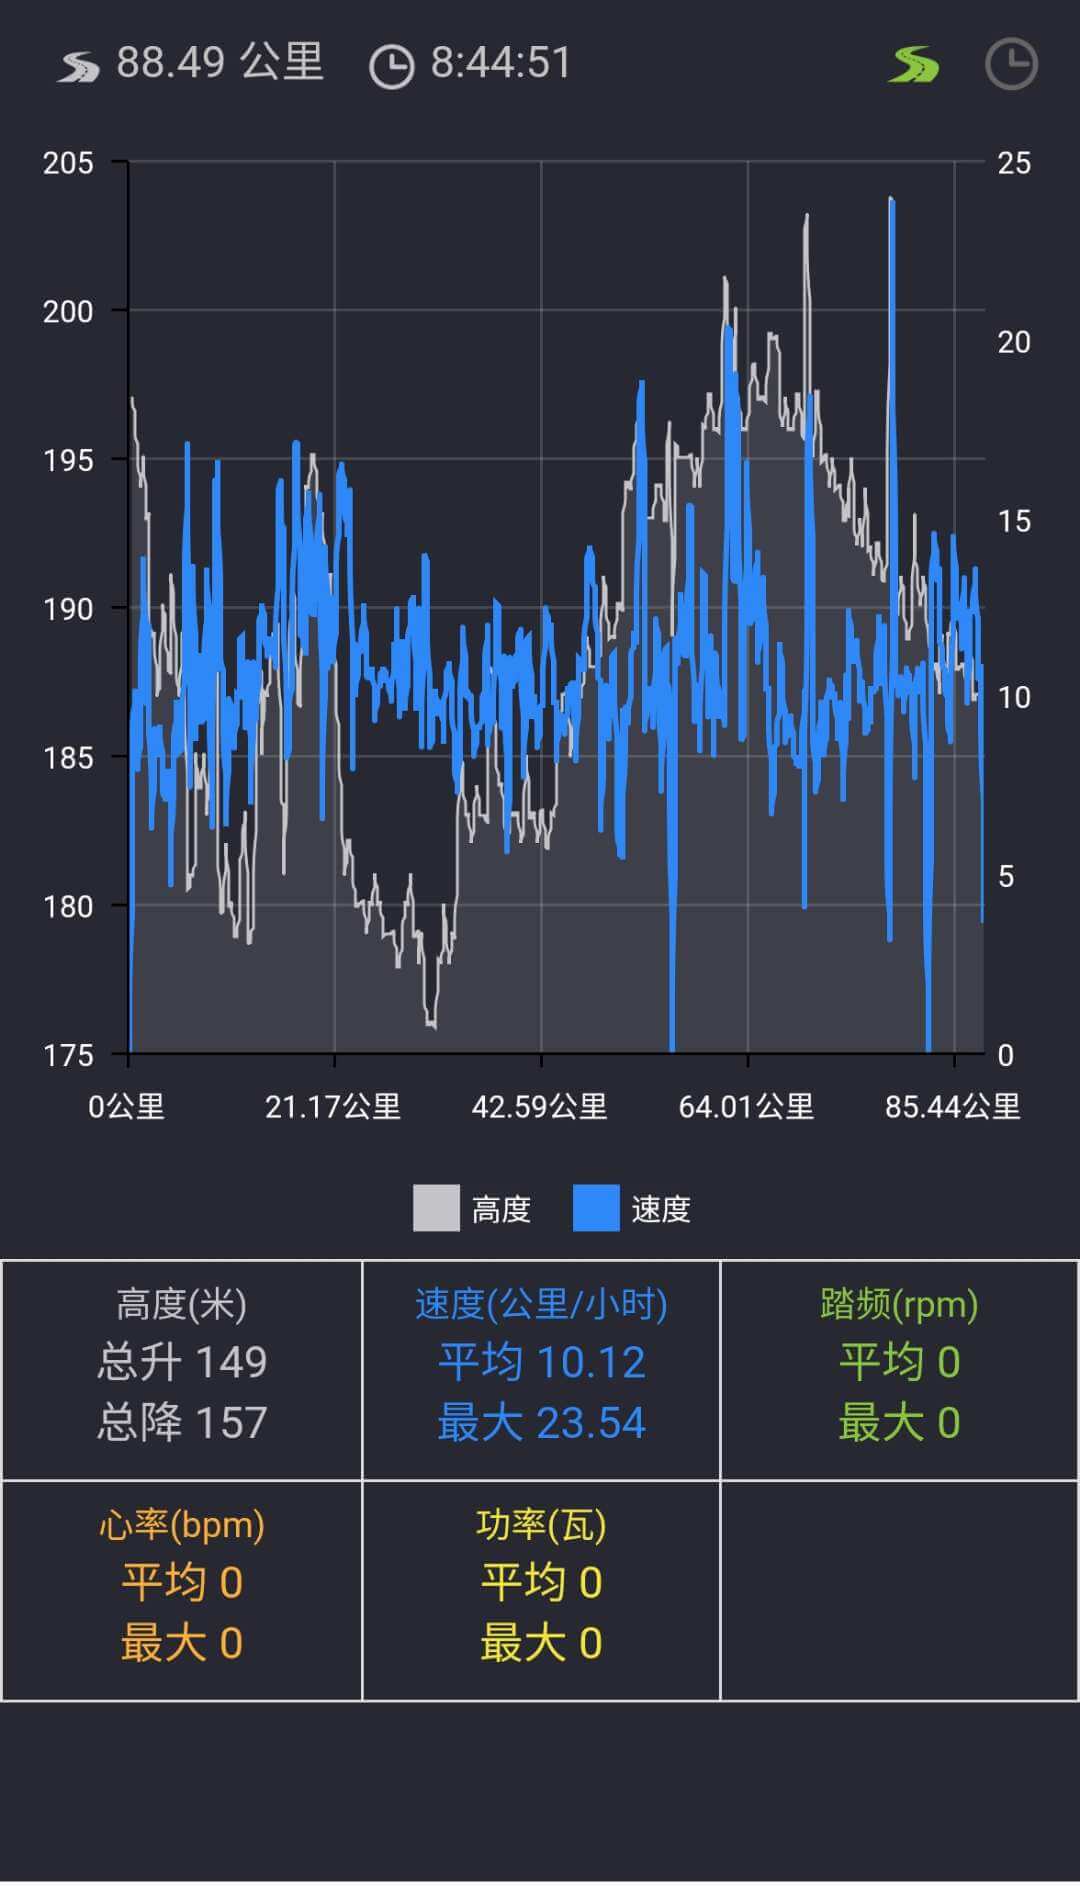 88.49 公里 8:44:51
205 25
200 20
195 15
190 10
185 5
180 0
175
0公里 21.17公里 42.59公里 64.01公里 85.44公里
高度 速度
高度(米)
总升 149
总降 157
速度(公里/小时)
平均 10.12
最大 23.54
踏频(rpm)
平均 0
最大 0
心率(bpm)
平均 0
最大 0
功率(瓦)
平均 0
最大 0